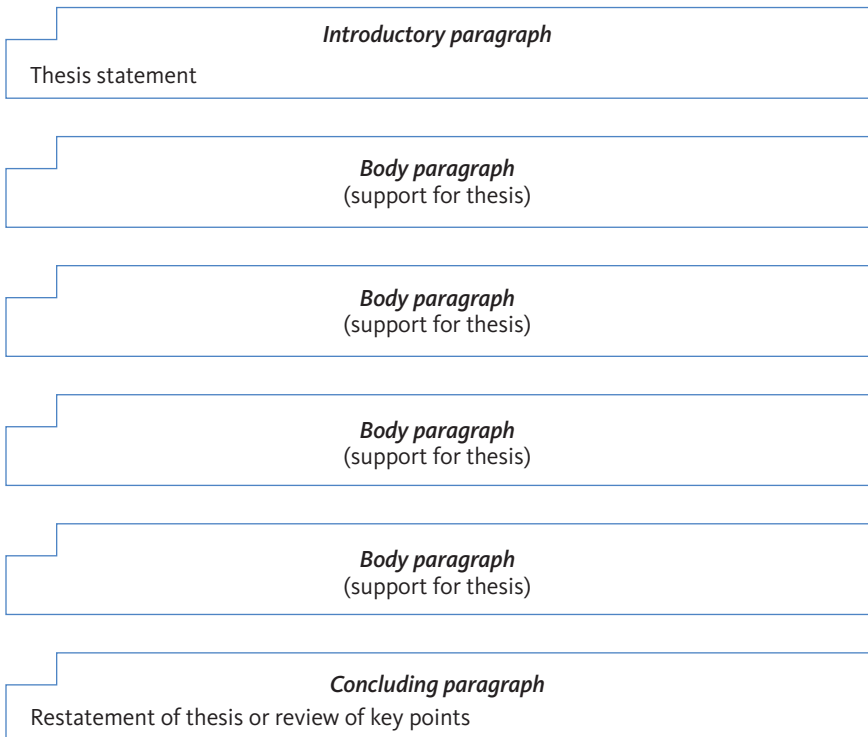 Introductory paragraph
Thesis statement
Body paragraph
(support for thesis)
Body paragraph
(support for thesis)
Body paragraph
(support for thesis)
Body paragraph
(support for thesis)
Concluding paragraph
Restatement of thesis or review of key points